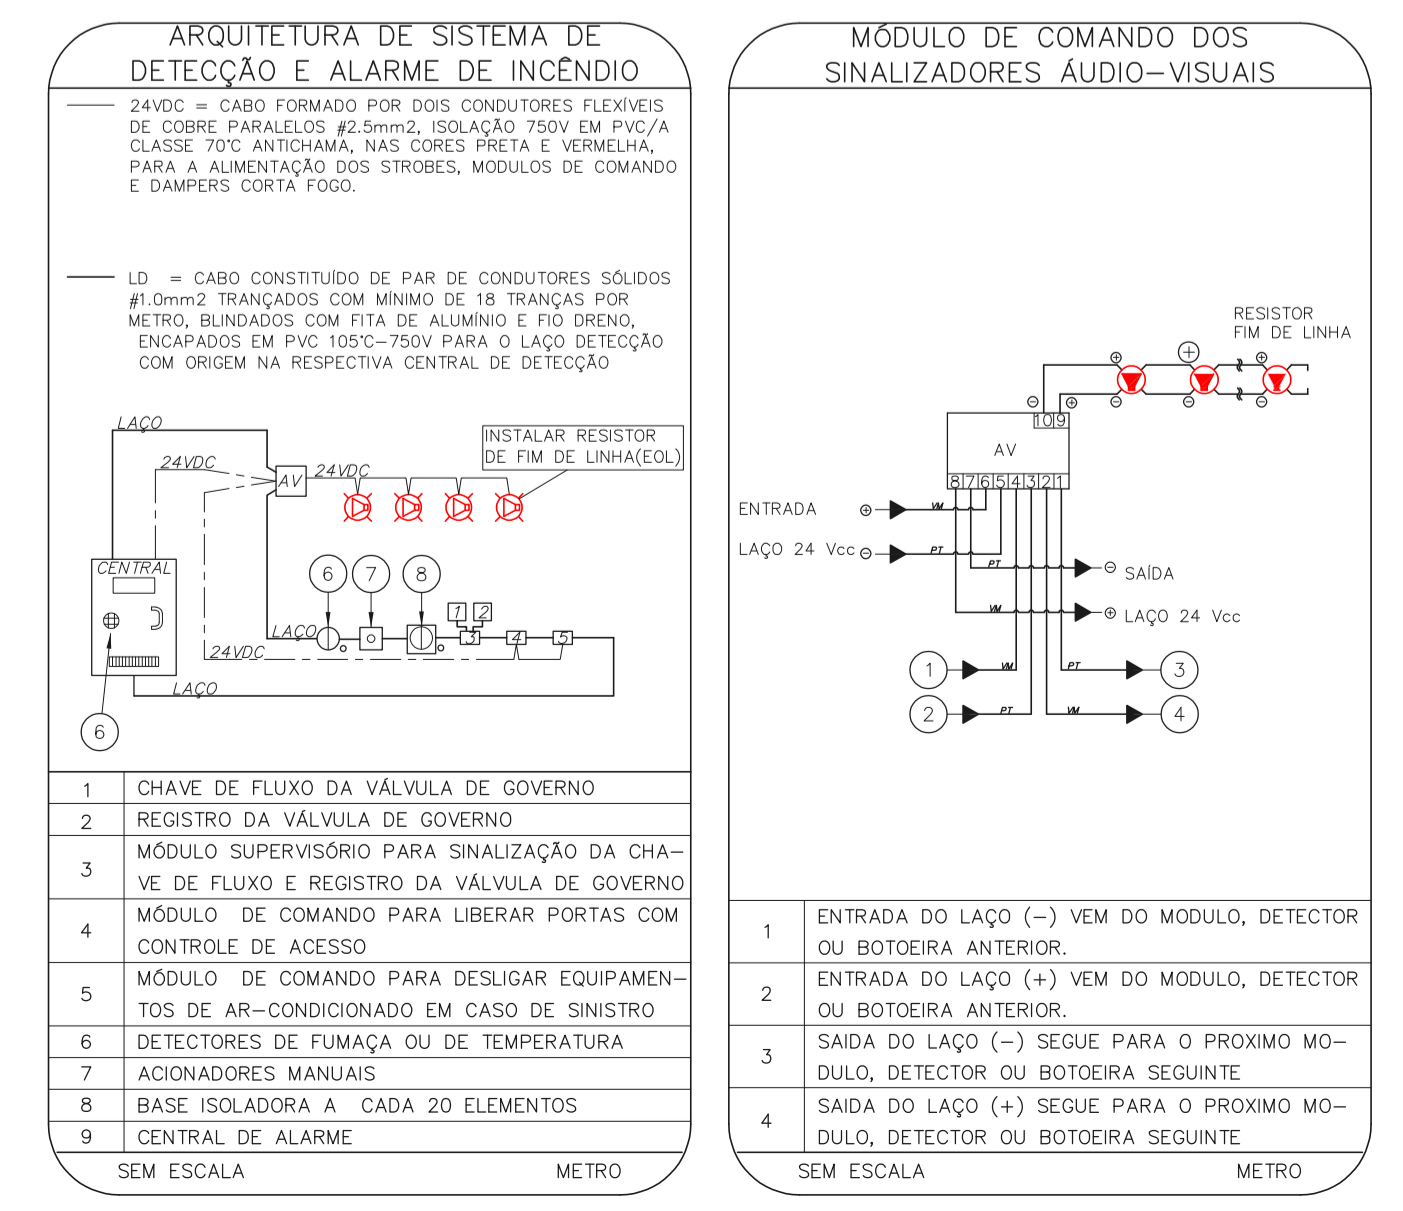 ARQUITETURA DE SISTEMA DE
DETECÇÃO E ALARME DE INCÊNDIO
24VDC = CABO FORMADO POR DOIS CONDUTORES FLEXÍVEIS
DE COBRE PARALELOS #2.5mm2, ISOLAÇÃO 750V EM PVC/A
CLASSE 70°C ANTICHAMA, NAS CORES PRETA E VERMELHA,
PARA A ALIMENTAÇÃO DOS STROBES, MODULOS DE COMANDO
E DAMPERS CORTA FOGO.
LD = CABO CONSTITUÍDO DE PAR DE CONDUTORES SÓLIDOS
#1.0mm2 TRANÇADOS COM MÍNIMO DE 18 TRANÇAS POR
METRO, BLINDADOS COM FITA DE ALUMÍNIO E FIO DRENO,
ENCAPADOS EM PVC 105°C-750V PARA O LAÇO DETECÇÃO
COM ORIGEM NA RESPECTIVA CENTRAL DE DETECÇÃO
LAÇO
INSTALAR RESISTOR
DE FIM DE LINHA(EOL)
24VDC
24VDC
AV
CENTRAL
6
7
8
1
2
LAÇO
3
4
5
24VDC
LAÇO
6
1 CHAVE DE FLUXO DA VÁLVULA DE GOVERNO
2 REGISTRO DA VÁLVULA DE GOVERNO
3 MÓDULO SUPERVISÓRIO PARA SINALIZAÇÃO DA CHA-
VE DE FLUXO E REGISTRO DA VÁLVULA DE GOVERNO
4 MÓDULO DE COMANDO PARA LIBERAR PORTAS COM
CONTROLE DE ACESSO
5 MÓDULO DE COMANDO PARA DESLIGAR EQUIPAMEN-
TOS DE AR-CONDICIONADO EM CASO DE SINISTRO
6 DETECTORES DE FUMAÇA OU DE TEMPERATURA
7 ACIONADORES MANUAIS
8 BASE ISOLADORA A CADA 20 ELEMENTOS
9 CENTRAL DE ALARME
SEM ESCALA METRO
MÓDULO DE COMANDO DOS
SINALIZADORES ÁUDIO-VISUAIS
RESISTOR
FIM DE LINHA
+ + +
- + - - -
10 9
AV
8 7 6 5 4 3 2 1
ENTRADA + VM
LAÇO 24 Vcc - PT
PT - SAÍDA
VM + LAÇO 24 Vcc
1 VM PT 3
2 PT VM 4
1 ENTRADA DO LAÇO (-) VEM DO MODULO, DETECTOR
OU BOTOEIRA ANTERIOR.
2 ENTRADA DO LAÇO (+) VEM DO MODULO, DETECTOR
OU BOTOEIRA ANTERIOR.
3 SAIDA DO LAÇO (-) SEGUE PARA O PROXIMO MO-
DULO, DETECTOR OU BOTOEIRA SEGUINTE
4 SAIDA DO LAÇO (+) SEGUE PARA O PROXIMO MO-
DULO, DETECTOR OU BOTOEIRA SEGUINTE
SEM ESCALA METRO